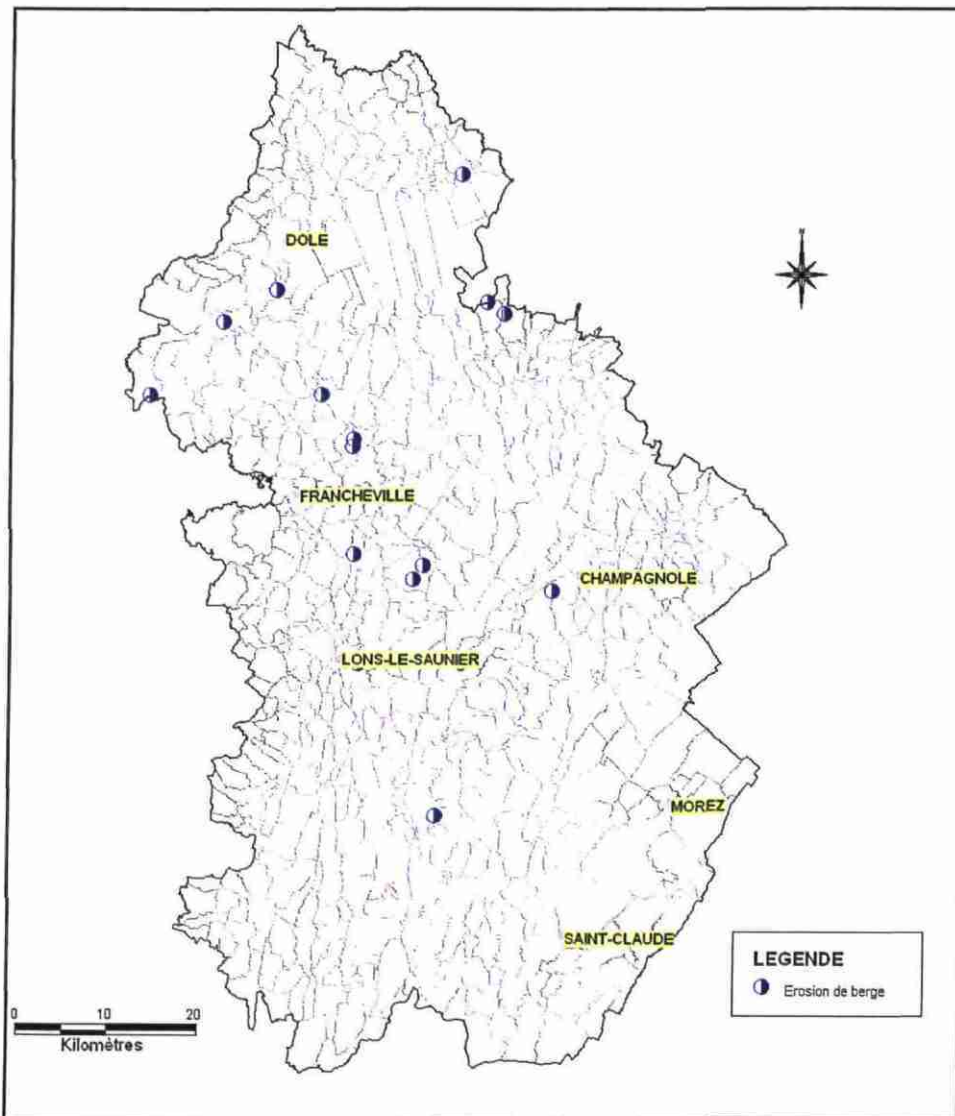 DOLE
FRANCHEVILLE
CHAMPAGNOLE
LONS-LE-SAUNIER
MOREZ
SAINT-CLAUDE
LEGENDE
Erosion de berge
0 10 20
Kilomètres